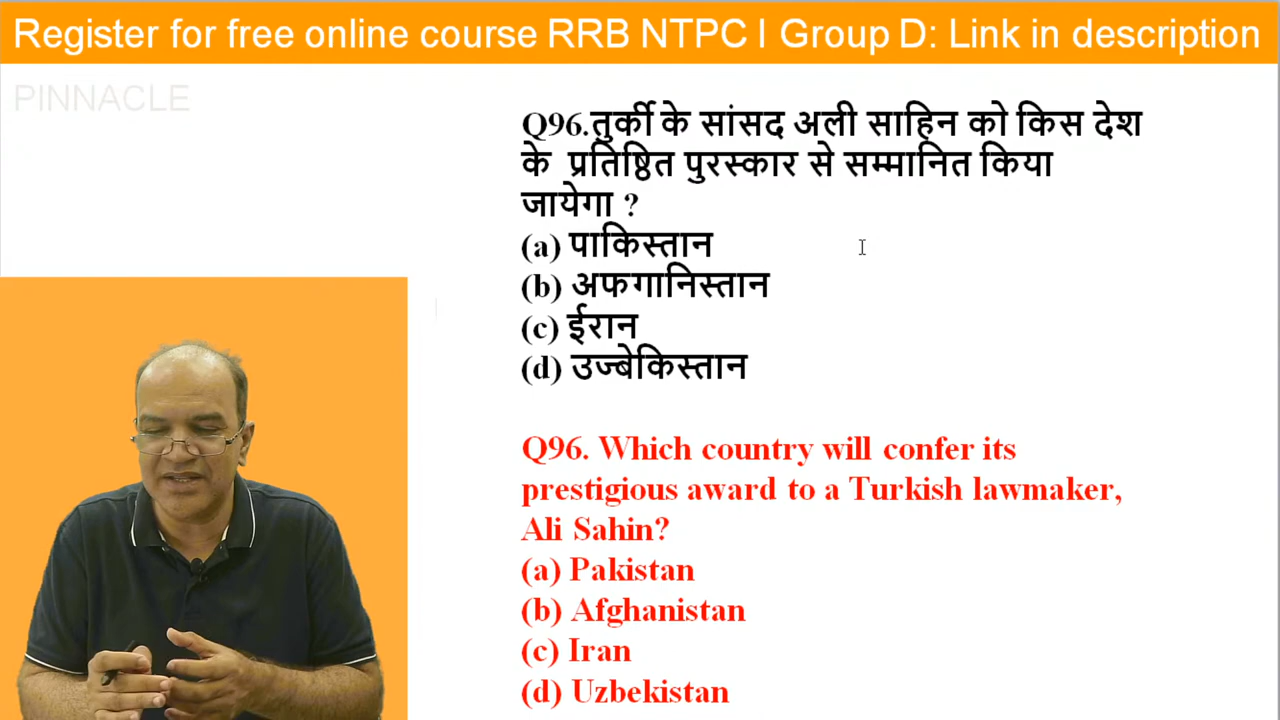 Register for free online course RRB NTPC I Group D: Link in description
PINNACLE
Q96.तुर्की के सांसद अली साहिन को किस देश
के प्रतिष्ठित पुरस्कार से सम्मानित किया
जायेगा ?
(a) पाकिस्तान
(b) अफगानिस्तान
(c) ईरान
(d) उज्बेकिस्तान
Q96. Which country will confer its
prestigious award to a Turkish lawmaker,
Ali Sahin?
(a) Pakistan
(b) Afghanistan
(c) Iran
(d) Uzbekistan